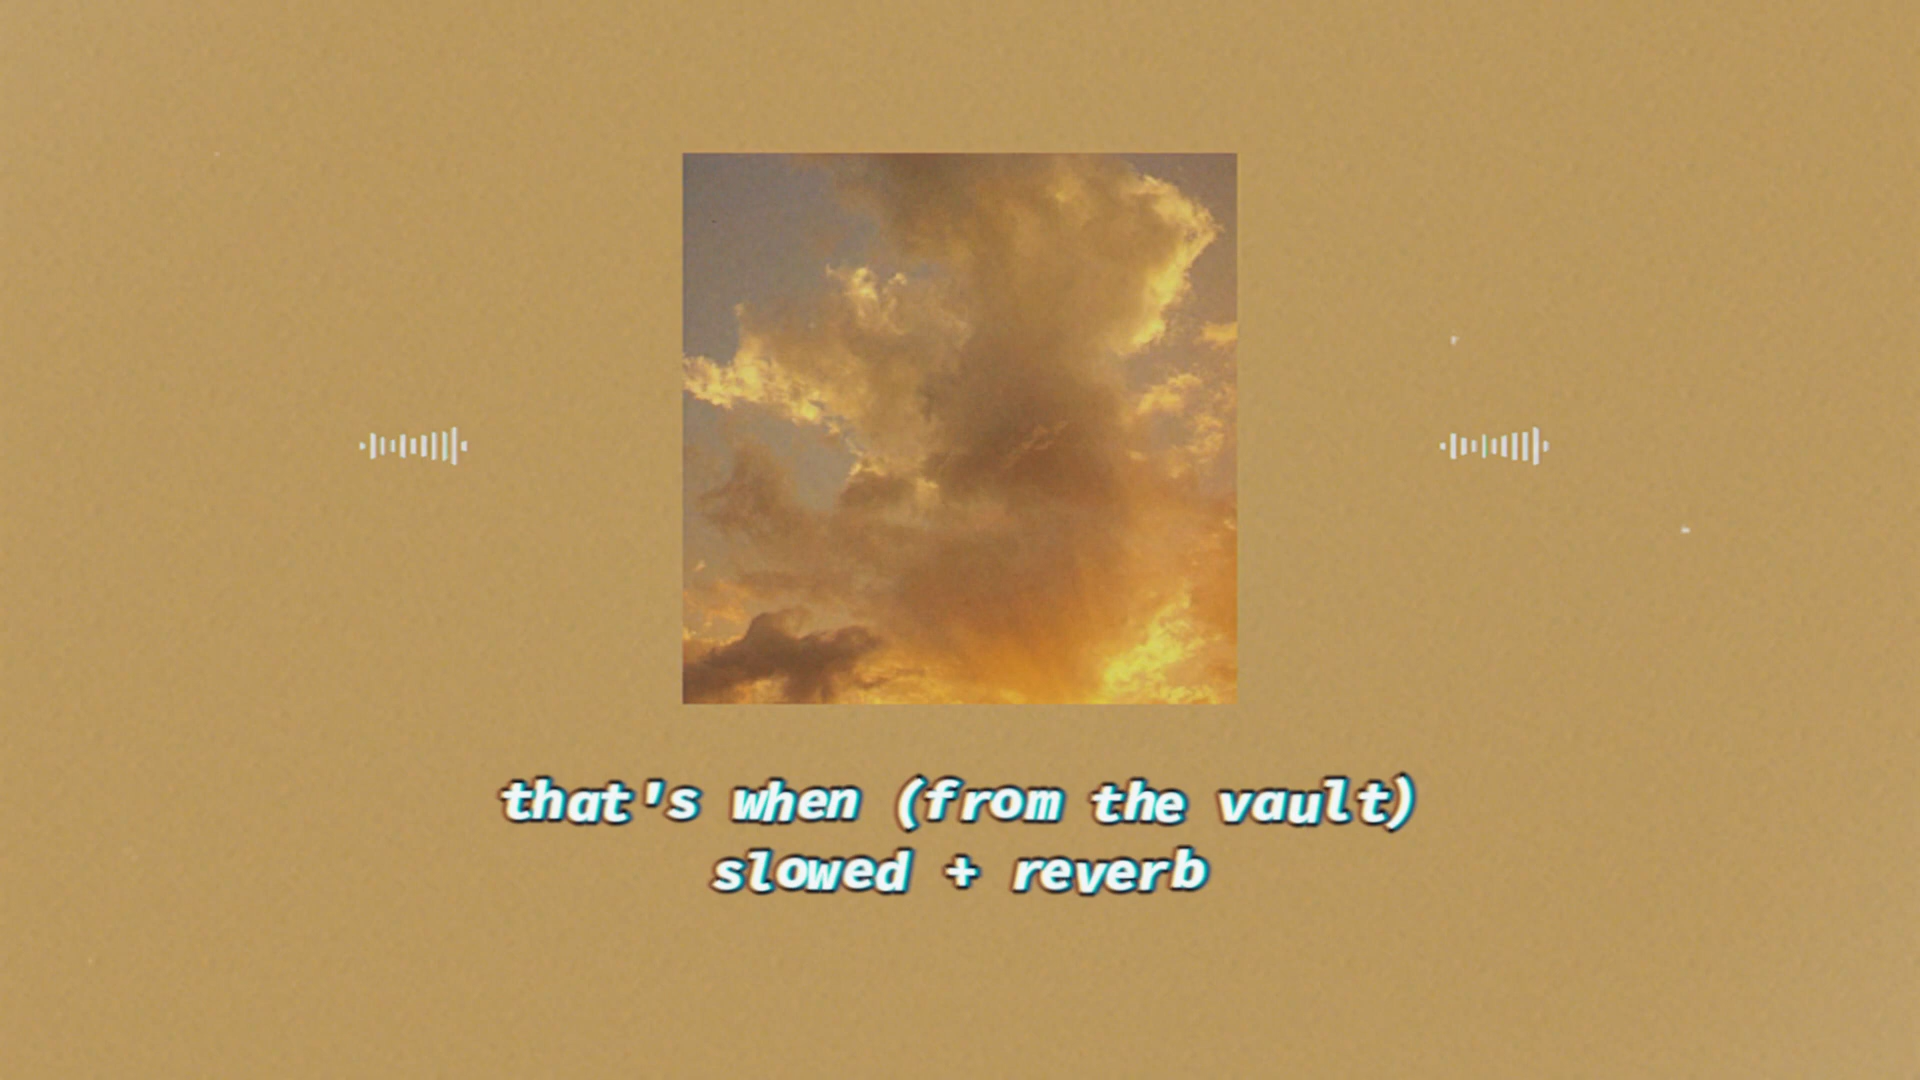 that's when (from the vault)
slowed + reverb